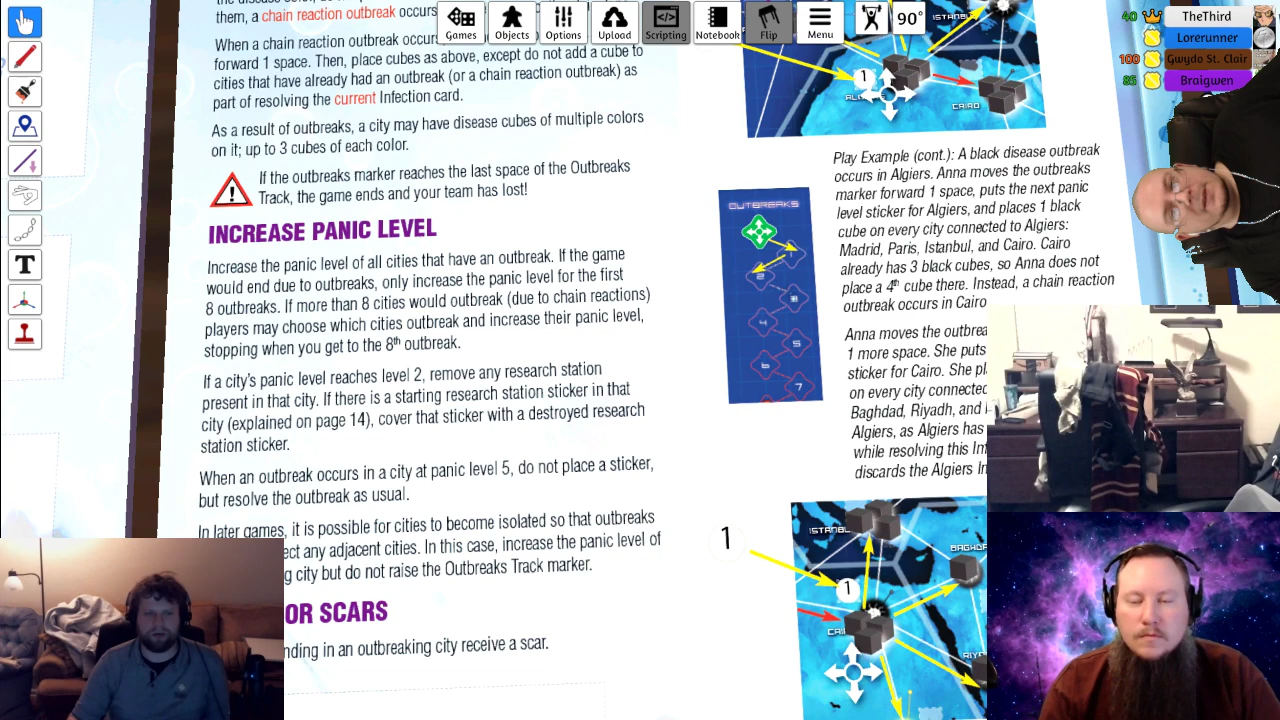 Games
Objects
Options
Upload
Scripting
Notebook
Flip
Menu
90°
40
TheThird
Lorerunner
100
Gwydo St. Clair
85
Braigwen
T
them, a chain reaction outbreak occurs
When a chain reaction outbreak occurs,
forward 1 space. Then, place cubes as above, except do not add a cube to
cities that have already had an outbreak (or a chain reaction outbreak) as
part of resolving the current Infection card.
As a result of outbreaks, a city may have disease cubes of multiple colors
on it; up to 3 cubes of each color.
If the outbreaks marker reaches the last space of the Outbreaks
Track, the game ends and your team has lost!
INCREASE PANIC LEVEL
Increase the panic level of all cities that have an outbreak. If the game
would end due to outbreaks, only increase the panic level for the first
8 outbreaks. If more than 8 cities would outbreak (due to chain reactions)
players may choose which cities outbreak and increase their panic level,
stopping when you get to the 8th outbreak.
If a city's panic level reaches level 2, remove any research station
present in that city. If there is a starting research station sticker in that
city (explained on page 14), cover that sticker with a destroyed research
station sticker.
When an outbreak occurs in a city at panic level 5, do not place a sticker,
but resolve the outbreak as usual.
In later games, it is possible for cities to become isolated so that outbreaks
ect any adjacent cities. In this case, increase the panic level of
g city but do not raise the Outbreaks Track marker.
OR SCARS
nding in an outbreaking city receive a scar.
ISTANBUL
1
CAIRO
Play Example (cont.): A black disease outbreak
occurs in Algiers. Anna moves the outbreaks
marker forward 1 space, puts the next panic
level sticker for Algiers, and places 1 black
cube on every city connected to Algiers:
Madrid, Paris, Istanbul, and Cairo. Cairo
already has 3 black cubes, so Anna does not
place a 4th cube there. Instead, a chain reaction
outbreak occurs in Cairo
OUTBREAKS
1
2
3
4
5
6
7
Anna moves the outbrea
1 more space. She puts
sticker for Cairo. She pl
on every city connected
Baghdad, Riyadh, and
Algiers, as Algiers has
while resolving this In
discards the Algiers In
1
ISTANBUL
BAGHDA
1
CAI
RIYA